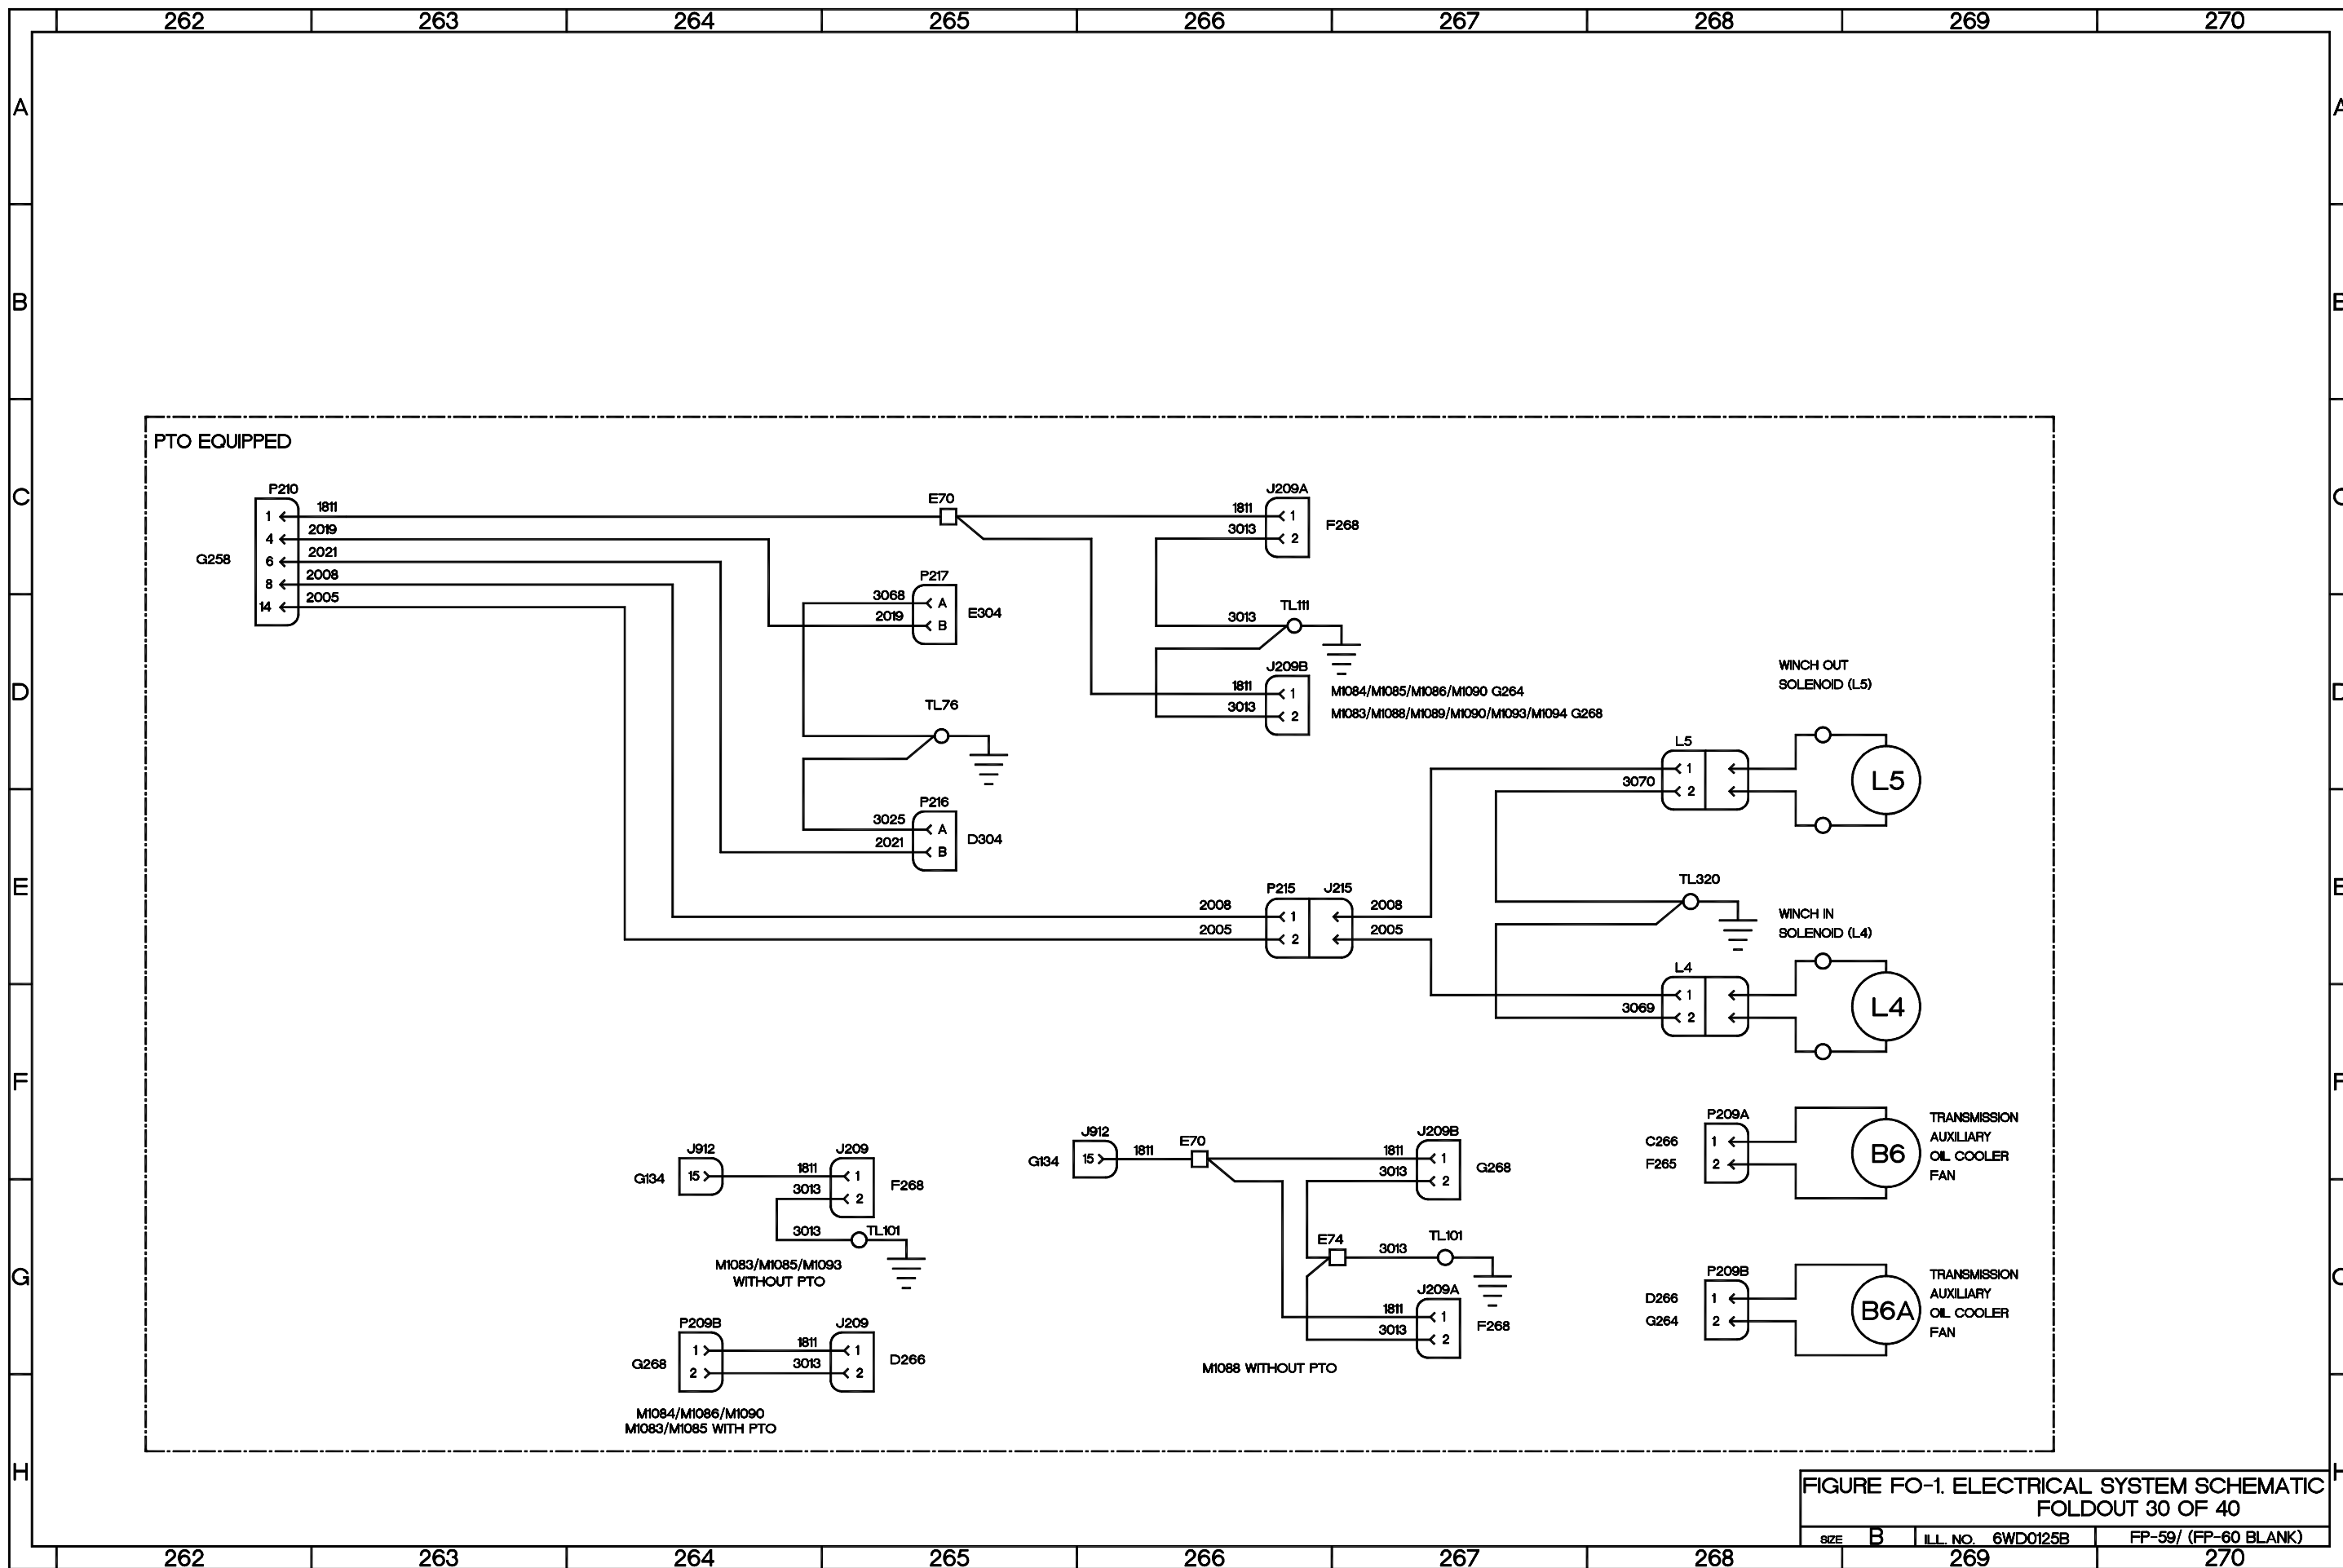 262 263 264 265 266 267 268 269 270
A
A
B
C
PTO EQUIPPED
P210
G258
1 1811
4 2019
6 2021
8 2008
14 2005
E70
J209A
1811 1
3013 2
F268
P217
3068 A
2019 B
E304
TL111
3013
J209B
1811 1
3013 2
M1084/M1085/M1086/M1090 G264
M1083/M1088/M1089/M1090/M1093/M1094 G268
D
TL76
P216
3025 A
2021 B
D304
WINCH OUT
SOLENOID (L5)
L5
1
3070 2
L5
E
P215 J215
2008 1 2008
2005 2 2005
TL320
WINCH IN
SOLENOID (L4)
L4
1
3069 2
L4
F
J912
G134 15
J209
1811 1
3013 2
F268
3013 TL101
M1083/M1085/M1093
WITHOUT PTO
J912
G134 15 1811 E70
J209B
1811 1
3013 2
G268
E74 3013 TL101
J209A
1811 1
3013 2
F268
M1088 WITHOUT PTO
P209A
C266 1
F265 2
B6
TRANSMISSION
AUXILIARY
OIL COOLER
FAN
G
P209B
G268
1 1811 1
2 3013 2
J209
D266
M1084/M1086/M1090
M1083/M1085 WITH PTO
P209B
D266 1
G264 2
B6A
TRANSMISSION
AUXILIARY
OIL COOLER
FAN
H
FIGURE FO-1. ELECTRICAL SYSTEM SCHEMATIC
FOLDOUT 30 OF 40
SIZE B ILL. NO. 6WD0125B FP-59/ (FP-60 BLANK)
262 263 264 265 266 267 268 269 270